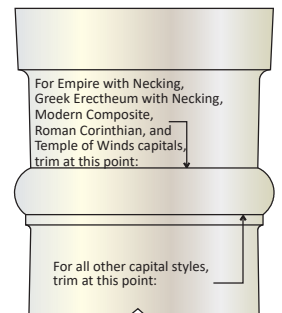 For Empire with Necking,
Greek Erectheum with Necking,
Modern Composite,
Roman Corinthian, and
Temple of Winds capitals,
trim at this point:
For all other capital styles,
trim at this point: